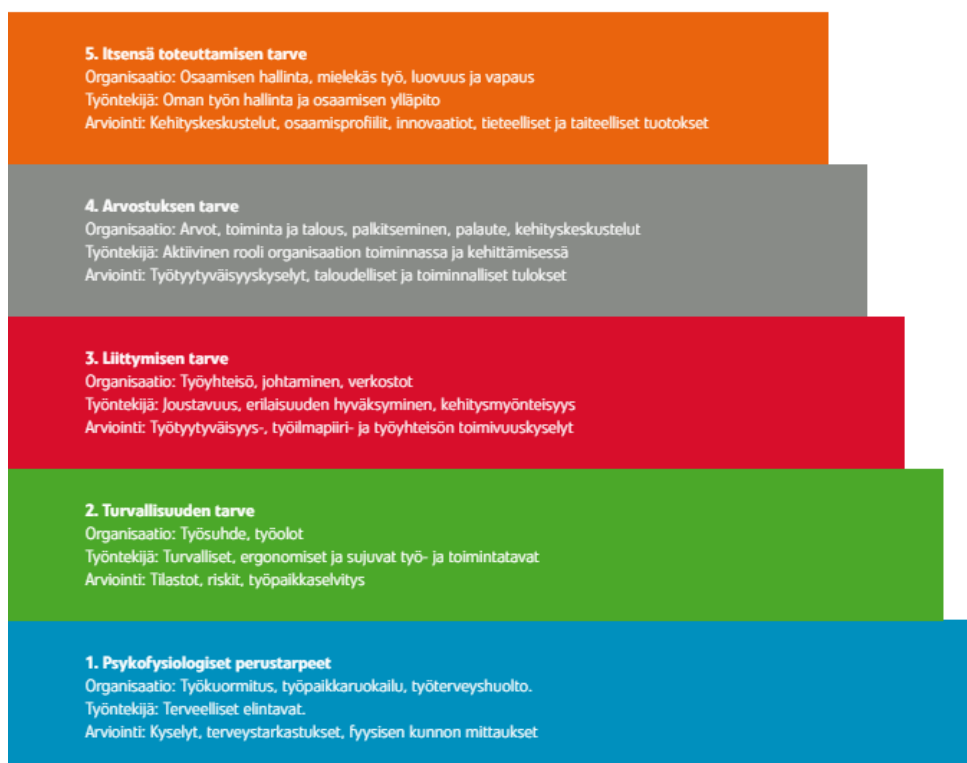 5. Itsensä toteuttamisen tarve
Organisaatio: Osaamisen hallinta, mielekäs työ, luovuus ja vapaus
Työntekijä: Oman työn hallinta ja osaamisen ylläpito
Arviointi: Kehityskeskustelut, osaamisprofiilit, innovaatiot, tieteelliset ja taiteelliset tuotokset
4. Arvostuksen tarve
Organisaatio: Arvot, toiminta ja talous, palkitseminen, palaute, kehityskeskustelut
Työntekijä: Aktiivinen rooli organisaation toiminnassa ja kehittämisessä
Arviointi: Työtyytyväisyyskyselyt, taloudelliset ja toiminnalliset tulokset
3. Liittymisen tarve
Organisaatio: Työyhteisö, johtaminen, verkostot
Työntekijä: Joustavuus, erilaisuuden hyväksyminen, kehitysmyönteisyys
Arviointi: Työtyytyväisyys-, työilmapiiri- ja työyhteisön toimivuuskyselyt
2. Turvallisuuden tarve
Organisaatio: Työsuhde, työolot
Työntekijä: Turvalliset, ergonomiset ja sujuvat työ- ja toimintatavat
Arviointi: Tilastot, riskit, työpaikkaselvitys
1. Psykofysiologiset perustarpeet
Organisaatio: Työkuormitus, työpaikkaruokailu, työterveyshuolto.
Työntekijä: Terveelliset elintavat.
Arviointi: Kyselyt, terveystarkastukset, fyysisen kunnon mittaukset